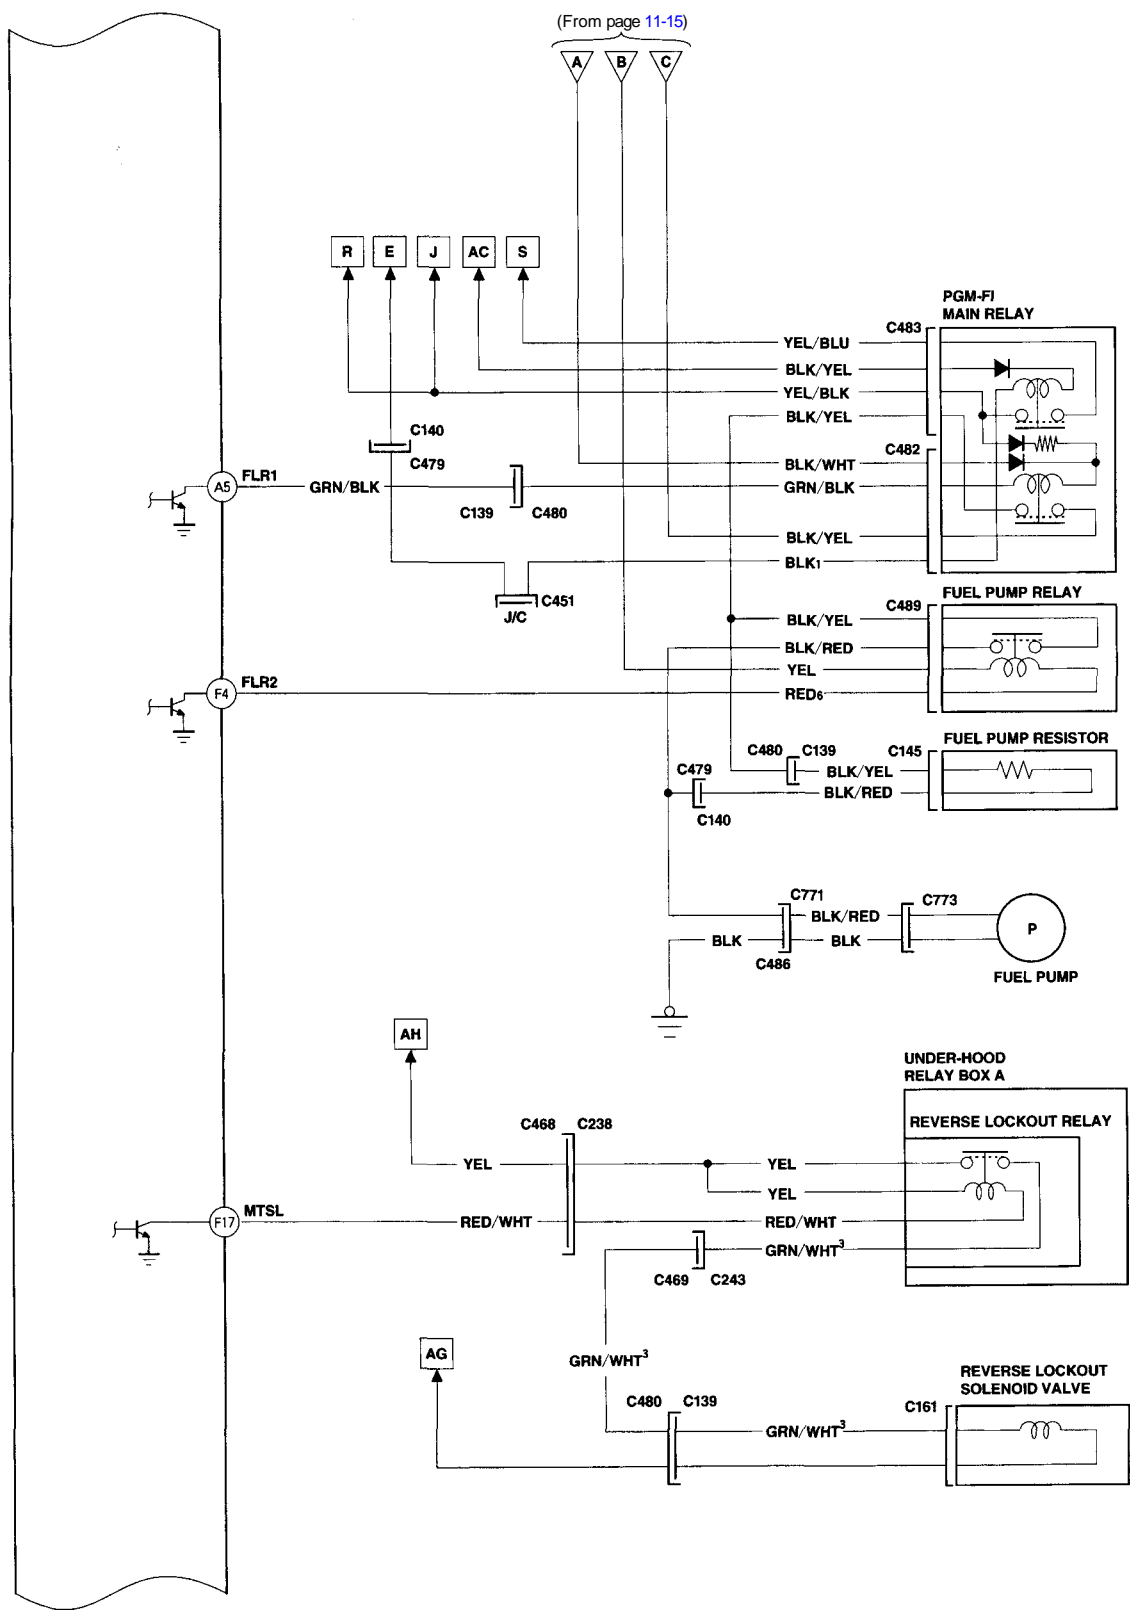 (From page 11-15)
A B C
R E J AC S
PGM-FI
MAIN RELAY
C483
YEL/BLU
BLK/YEL
YEL/BLK
BLK/YEL
C140
C479
C482
BLK/WHT
A5 FLR1
GRN/BLK
GRN/BLK
C139 C480
BLK/YEL
BLK1
C451
J/C
FUEL PUMP RELAY
C489
BLK/YEL
BLK/RED
YEL
F4 FLR2
RED6
FUEL PUMP RESISTOR
C480 C139 C145
C479
BLK/YEL
BLK/RED
C140
C771 C773
BLK/RED
BLK BLK
C486
P
FUEL PUMP
AH
UNDER-HOOD
RELAY BOX A
C468 C238
REVERSE LOCKOUT RELAY
YEL YEL
YEL
F17 MTSL
RED/WHT RED/WHT
GRN/WHT3
C469 C243
GRN/WHT3
AG
REVERSE LOCKOUT
SOLENOID VALVE
C480 C139 C161
GRN/WHT3